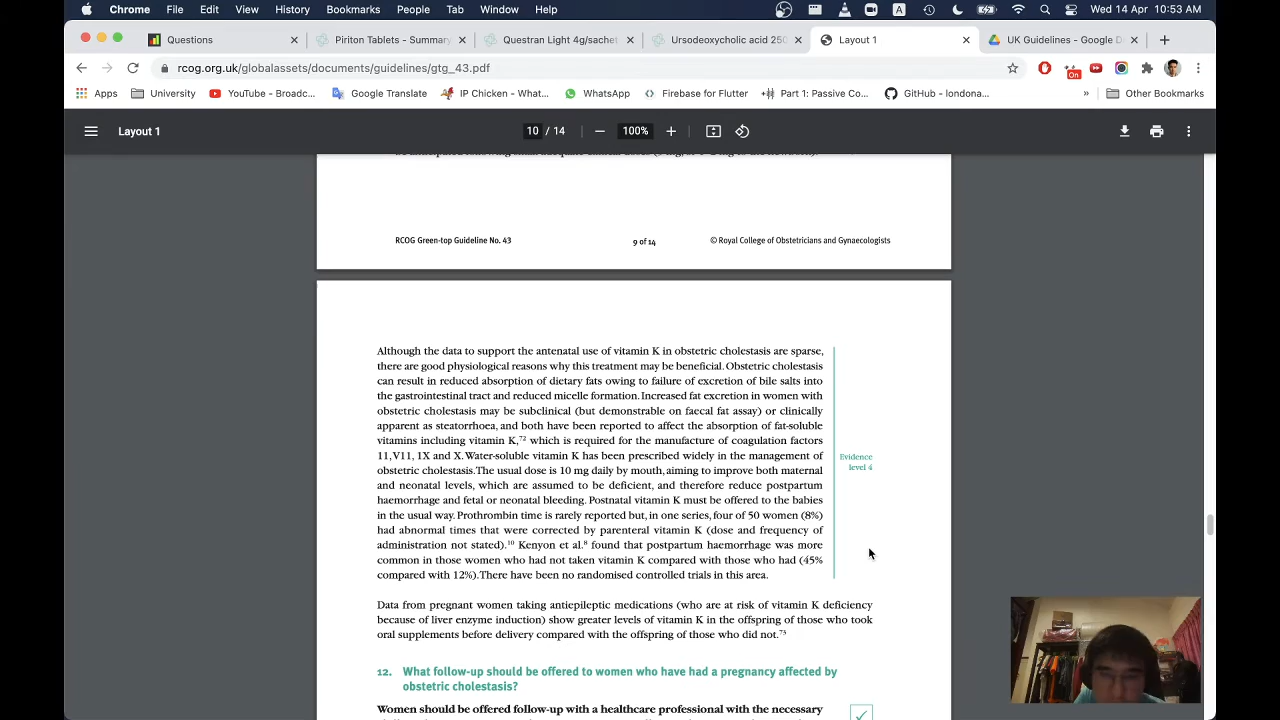 Chrome File Edit View History Bookmarks People Tab Window Help A Wed 14 Apr 10:53 AM
Questions × Piriton Tablets - Summary × Questran Light 4g/sachet × Ursodeoxycholic acid 250 × Layout 1 × UK Guidelines - Google D ×
rcog.org.uk/globalassets/documents/guidelines/gtg_43.pdf On
Apps University YouTube - Broadc... Google Translate IP Chicken - What... WhatsApp Firebase for Flutter Part 1: Passive Co... GitHub - londona... » Other Bookmarks
Layout 1 10 / 14 100%
RCOG Green-top Guideline No. 43 9 of 14 © Royal College of Obstetricians and Gynaecologists
Although the data to support the antenatal use of vitamin K in obstetric cholestasis are sparse,
there are good physiological reasons why this treatment may be beneficial. Obstetric cholestasis
can result in reduced absorption of dietary fats owing to failure of excretion of bile salts into
the gastrointestinal tract and reduced micelle formation. Increased fat excretion in women with
obstetric cholestasis may be subclinical (but demonstrable on faecal fat assay) or clinically
apparent as steatorrhoea, and both have been reported to affect the absorption of fat-soluble
vitamins including vitamin K,72 which is required for the manufacture of coagulation factors
11, V11, 1X and X. Water-soluble vitamin K has been prescribed widely in the management of
obstetric cholestasis. The usual dose is 10 mg daily by mouth, aiming to improve both maternal
and neonatal levels, which are assumed to be deficient, and therefore reduce postpartum
haemorrhage and fetal or neonatal bleeding. Postnatal vitamin K must be offered to the babies
in the usual way. Prothrombin time is rarely reported but, in one series, four of 50 women (8%)
had abnormal times that were corrected by parenteral vitamin K (dose and frequency of
administration not stated).10 Kenyon et al.8 found that postpartum haemorrhage was more
common in those women who had not taken vitamin K compared with those who had (45%
compared with 12%). There have been no randomised controlled trials in this area.
Evidence
level 4
Data from pregnant women taking antiepileptic medications (who are at risk of vitamin K deficiency
because of liver enzyme induction) show greater levels of vitamin K in the offspring of those who took
oral supplements before delivery compared with the offspring of those who did not.73
12. What follow-up should be offered to women who have had a pregnancy affected by
obstetric cholestasis?
Women should be offered follow-up with a healthcare professional with the necessary